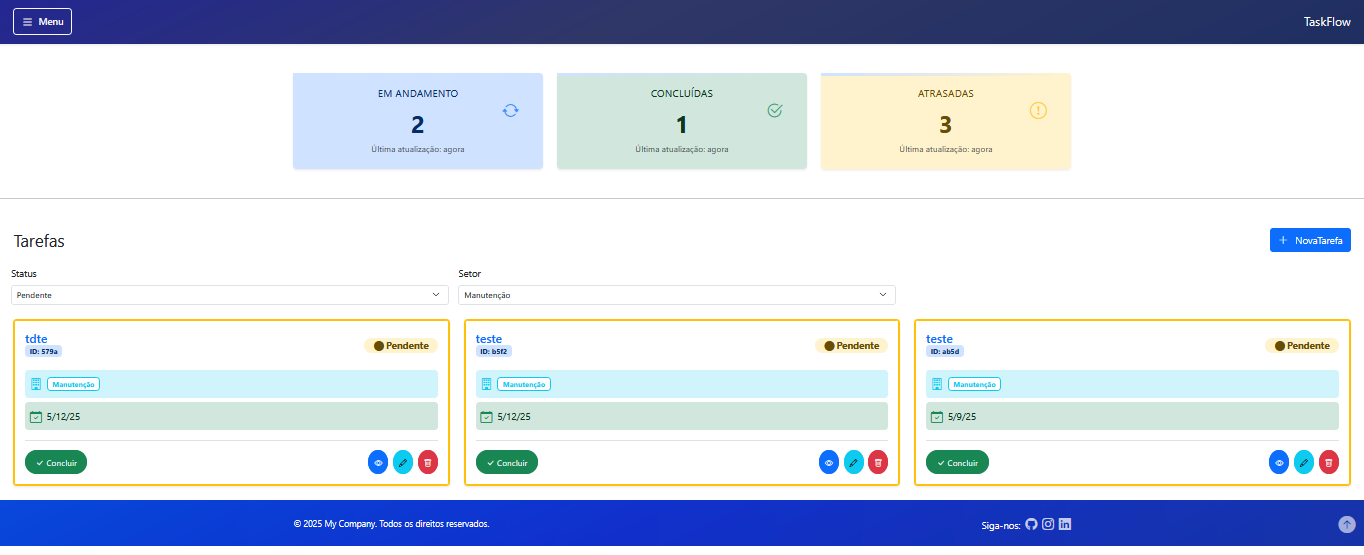 Menu
TaskFlow
EM ANDAMENTO
2
Última atualização: agora
CONCLUÍDAS
1
Última atualização: agora
ATRASADAS
3
Última atualização: agora
Tarefas
NovaTarefa
Status
Setor
Pendente
Manutenção
tdte
Pendente
ID: 579a
Manutenção
5/12/25
Concluir
teste
Pendente
ID: b5f2
Manutenção
5/12/25
Concluir
teste
Pendente
ID: ab5d
Manutenção
5/9/25
Concluir
© 2025 My Company. Todos os direitos reservados.
Siga-nos: